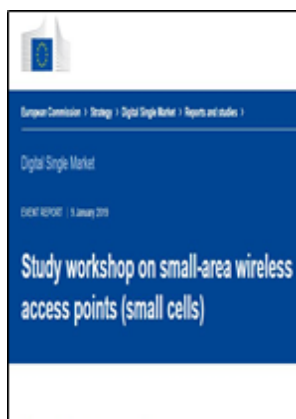 European Commission > Strategy > Digital Single Market > Reports and studies >
Digital Single Market
EVENT REPORT | 9 January 2019
Study workshop on small-area wireless
access points (small cells)